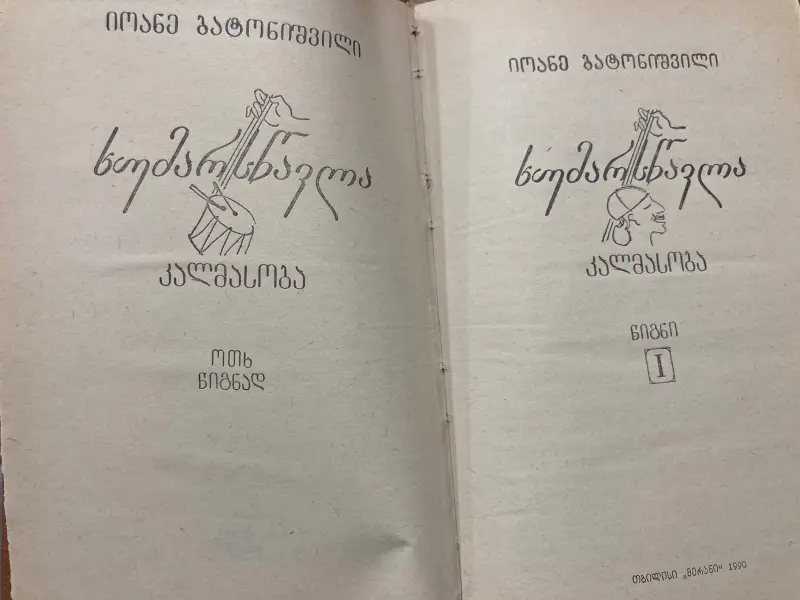 იოანე ბატონიშვილი
ხუმარსწავლა
კალმასობა
ოთხ
წიგნად
იოანე ბატონიშვილი
ხუმარსწავლა
კალმასობა
წიგნი
I
თბილისი „მერანი“ 1990